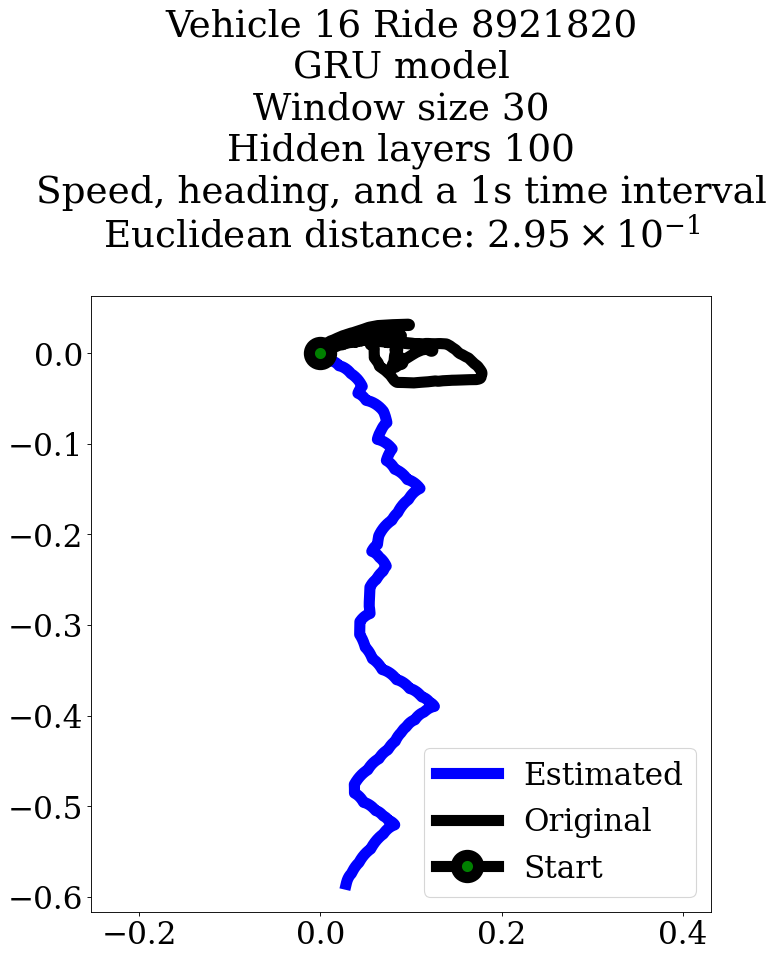 Vehicle 16 Ride 8921820
GRU model
Window size 30
Hidden layers 100
Speed, heading, and a 1s time interval
Euclidean distance: 2.95 × 10⁻¹
0.0
−0.1
−0.2
−0.3
−0.4
−0.5
−0.6
Estimated
Original
Start
−0.2 0.0 0.2 0.4